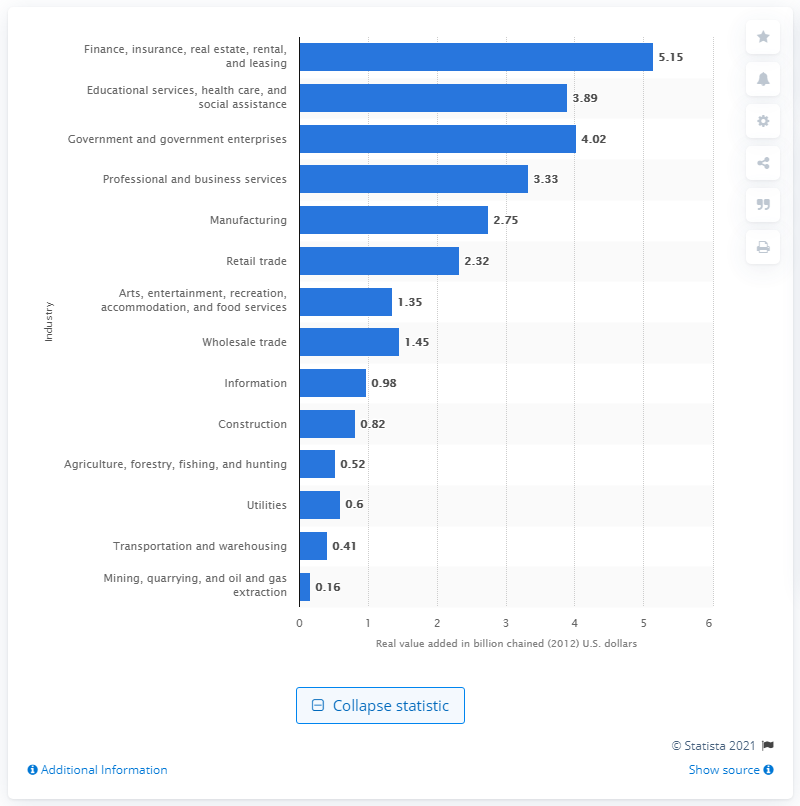 Finance, insurance, real estate, rental,
and leasing
5.15
Educational services, health care, and
social assistance
3.89
Government and government enterprises
4.02
Professional and business services
3.33
Manufacturing
2.75
Retail trade
2.32
Arts, entertainment, recreation,
accommodation, and food services
1.35
Wholesale trade
1.45
Information
0.98
Construction
0.82
Agriculture, forestry, fishing, and hunting
0.52
Utilities
0.6
Transportation and warehousing
0.41
Mining, quarrying, and oil and gas
extraction
0.16
Industry
0 1 2 3 4 5 6
Real value added in billion chained (2012) U.S. dollars
Collapse statistic
© Statista 2021
Additional Information
Show source